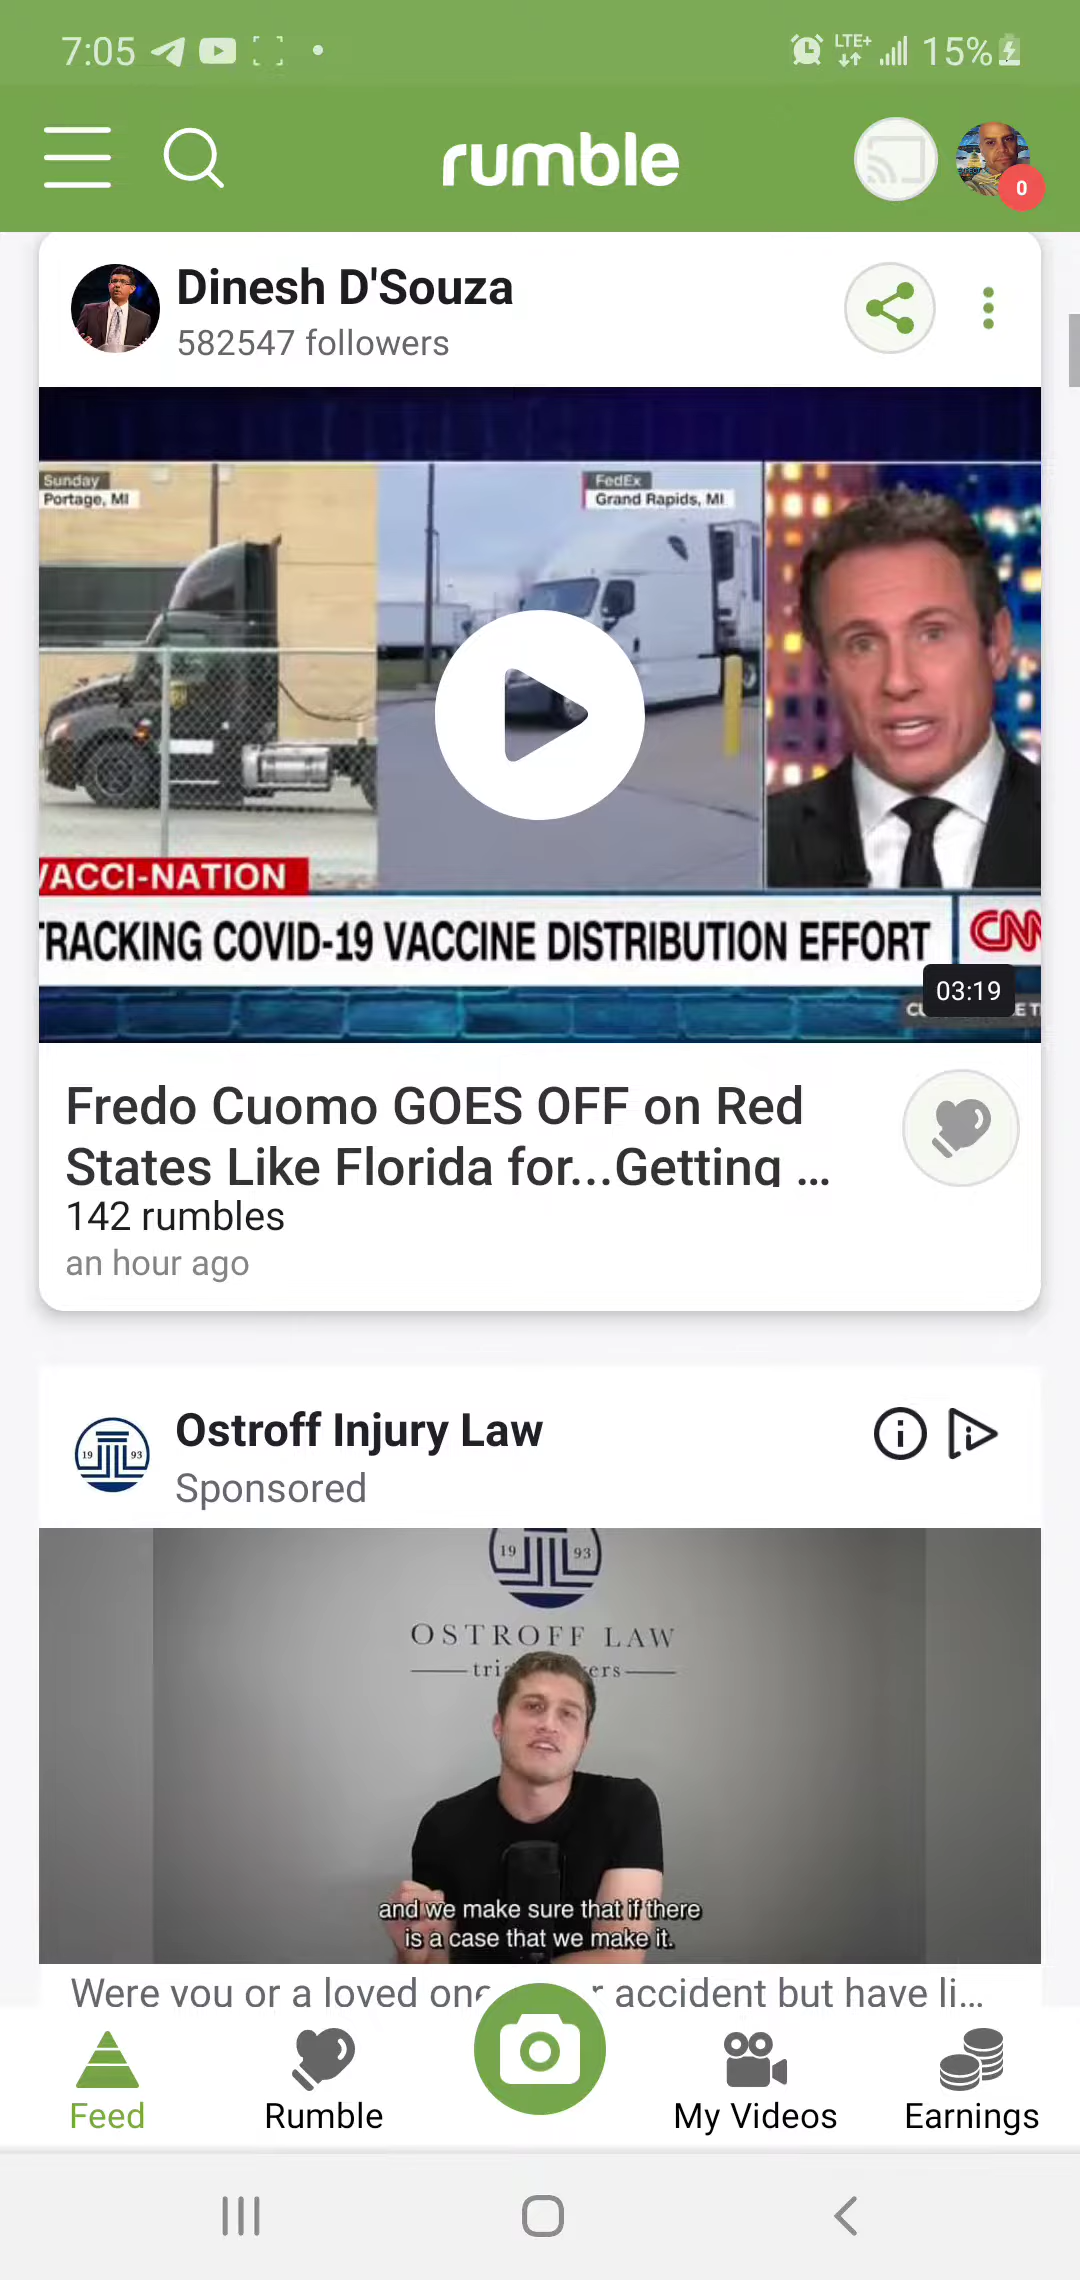 7:05
LTE+
15%
rumble
0
Dinesh D'Souza
582547 followers
Sunday
Portage, MI
FedEx
Grand Rapids, MI
VACCI-NATION
TRACKING COVID-19 VACCINE DISTRIBUTION EFFORT
CNN
03:19
Fredo Cuomo GOES OFF on Red
States Like Florida for...Getting ...
142 rumbles
an hour ago
19 93
Ostroff Injury Law
Sponsored
19 93
OSTROFF LAW
and we make sure that if there
is a case that we make it.
Were you or a loved one accident but have li...
Feed
Rumble
My Videos
Earnings